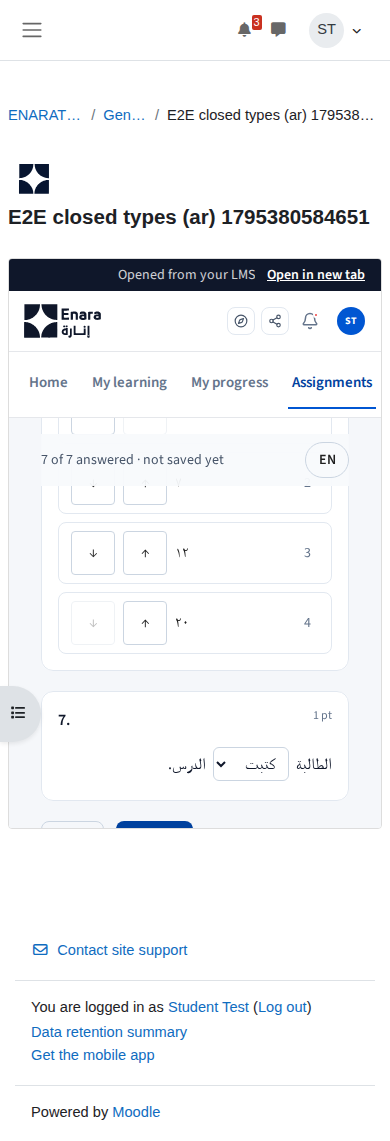 3
ST
ENARAT… / Gen… / E2E closed types (ar) 179538…
E2E closed types (ar) 1795380584651
Opened from your LMS Open in new tab
Enara
إنارة
ST
Home My learning My progress Assignments
7 of 7 answered · not saved yet EN
↓ ↑ ١٢ 3
↓ ↑ ٢٠ 4
7. 1 pt
الطالبة كتبت الدرس.
Contact site support
You are logged in as Student Test (Log out)
Data retention summary
Get the mobile app
Powered by Moodle